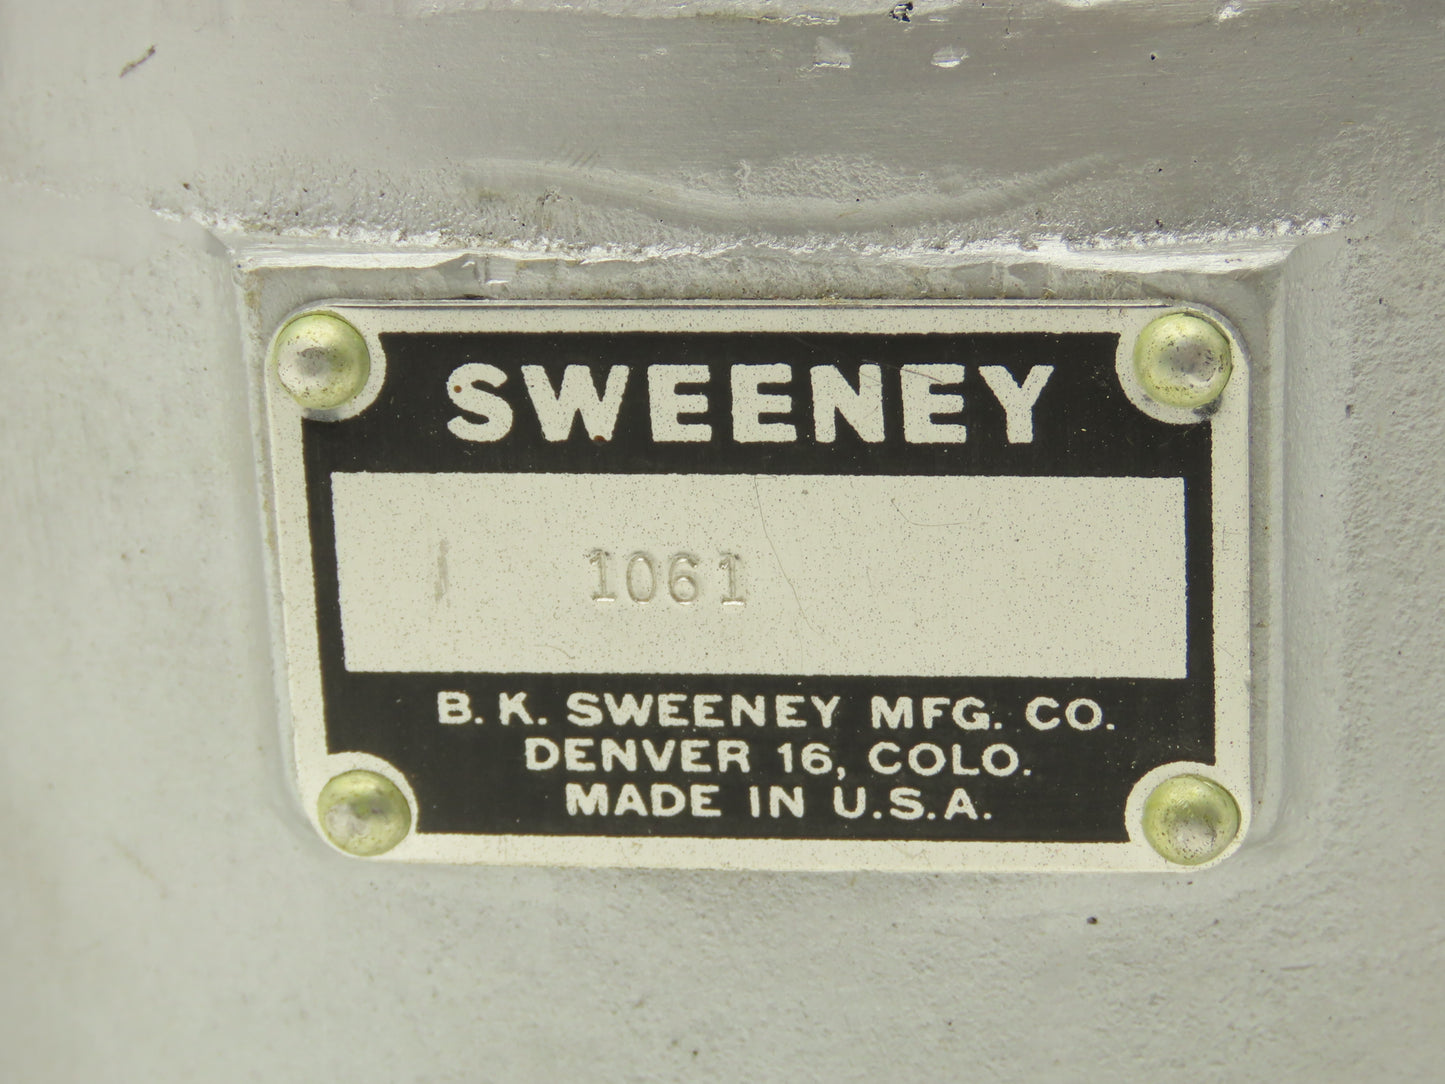 SWEENEY
1061
B. K. SWEENEY MFG. CO.
DENVER 16, COLO.
MADE IN U.S.A.